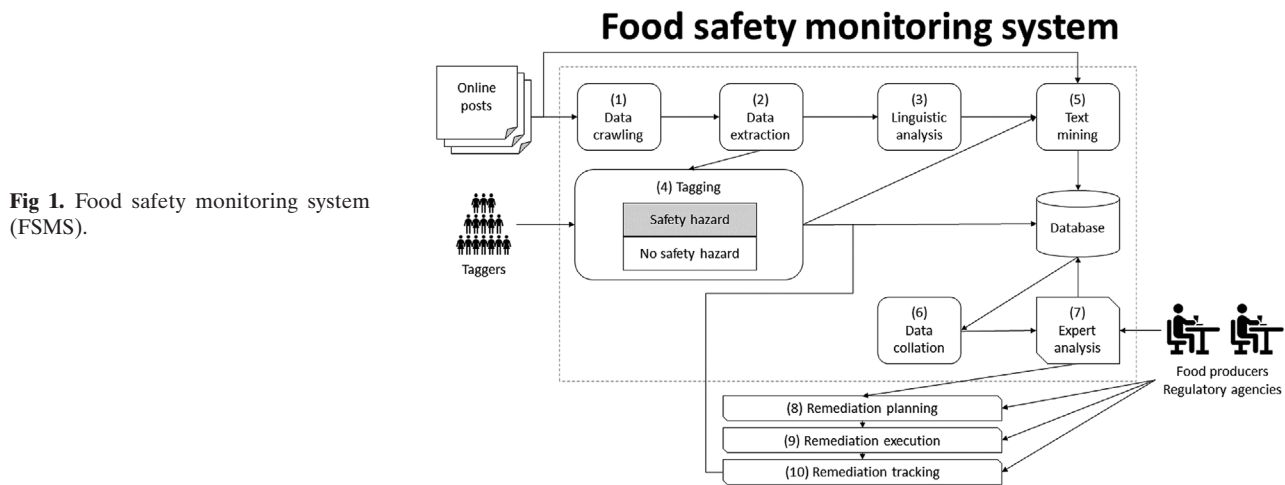 Food safety monitoring system
Online
posts
(1)
Data
crawling
(2)
Data
extraction
(3)
Linguistic
analysis
(5)
Text
mining
Fig 1. Food safety monitoring system
(FSMS).
(4) Tagging
Safety hazard
No safety hazard
Taggers
Database
(6)
Data
collation
(7)
Expert
analysis
Food producers
Regulatory agencies
(8) Remediation planning
(9) Remediation execution
(10) Remediation tracking